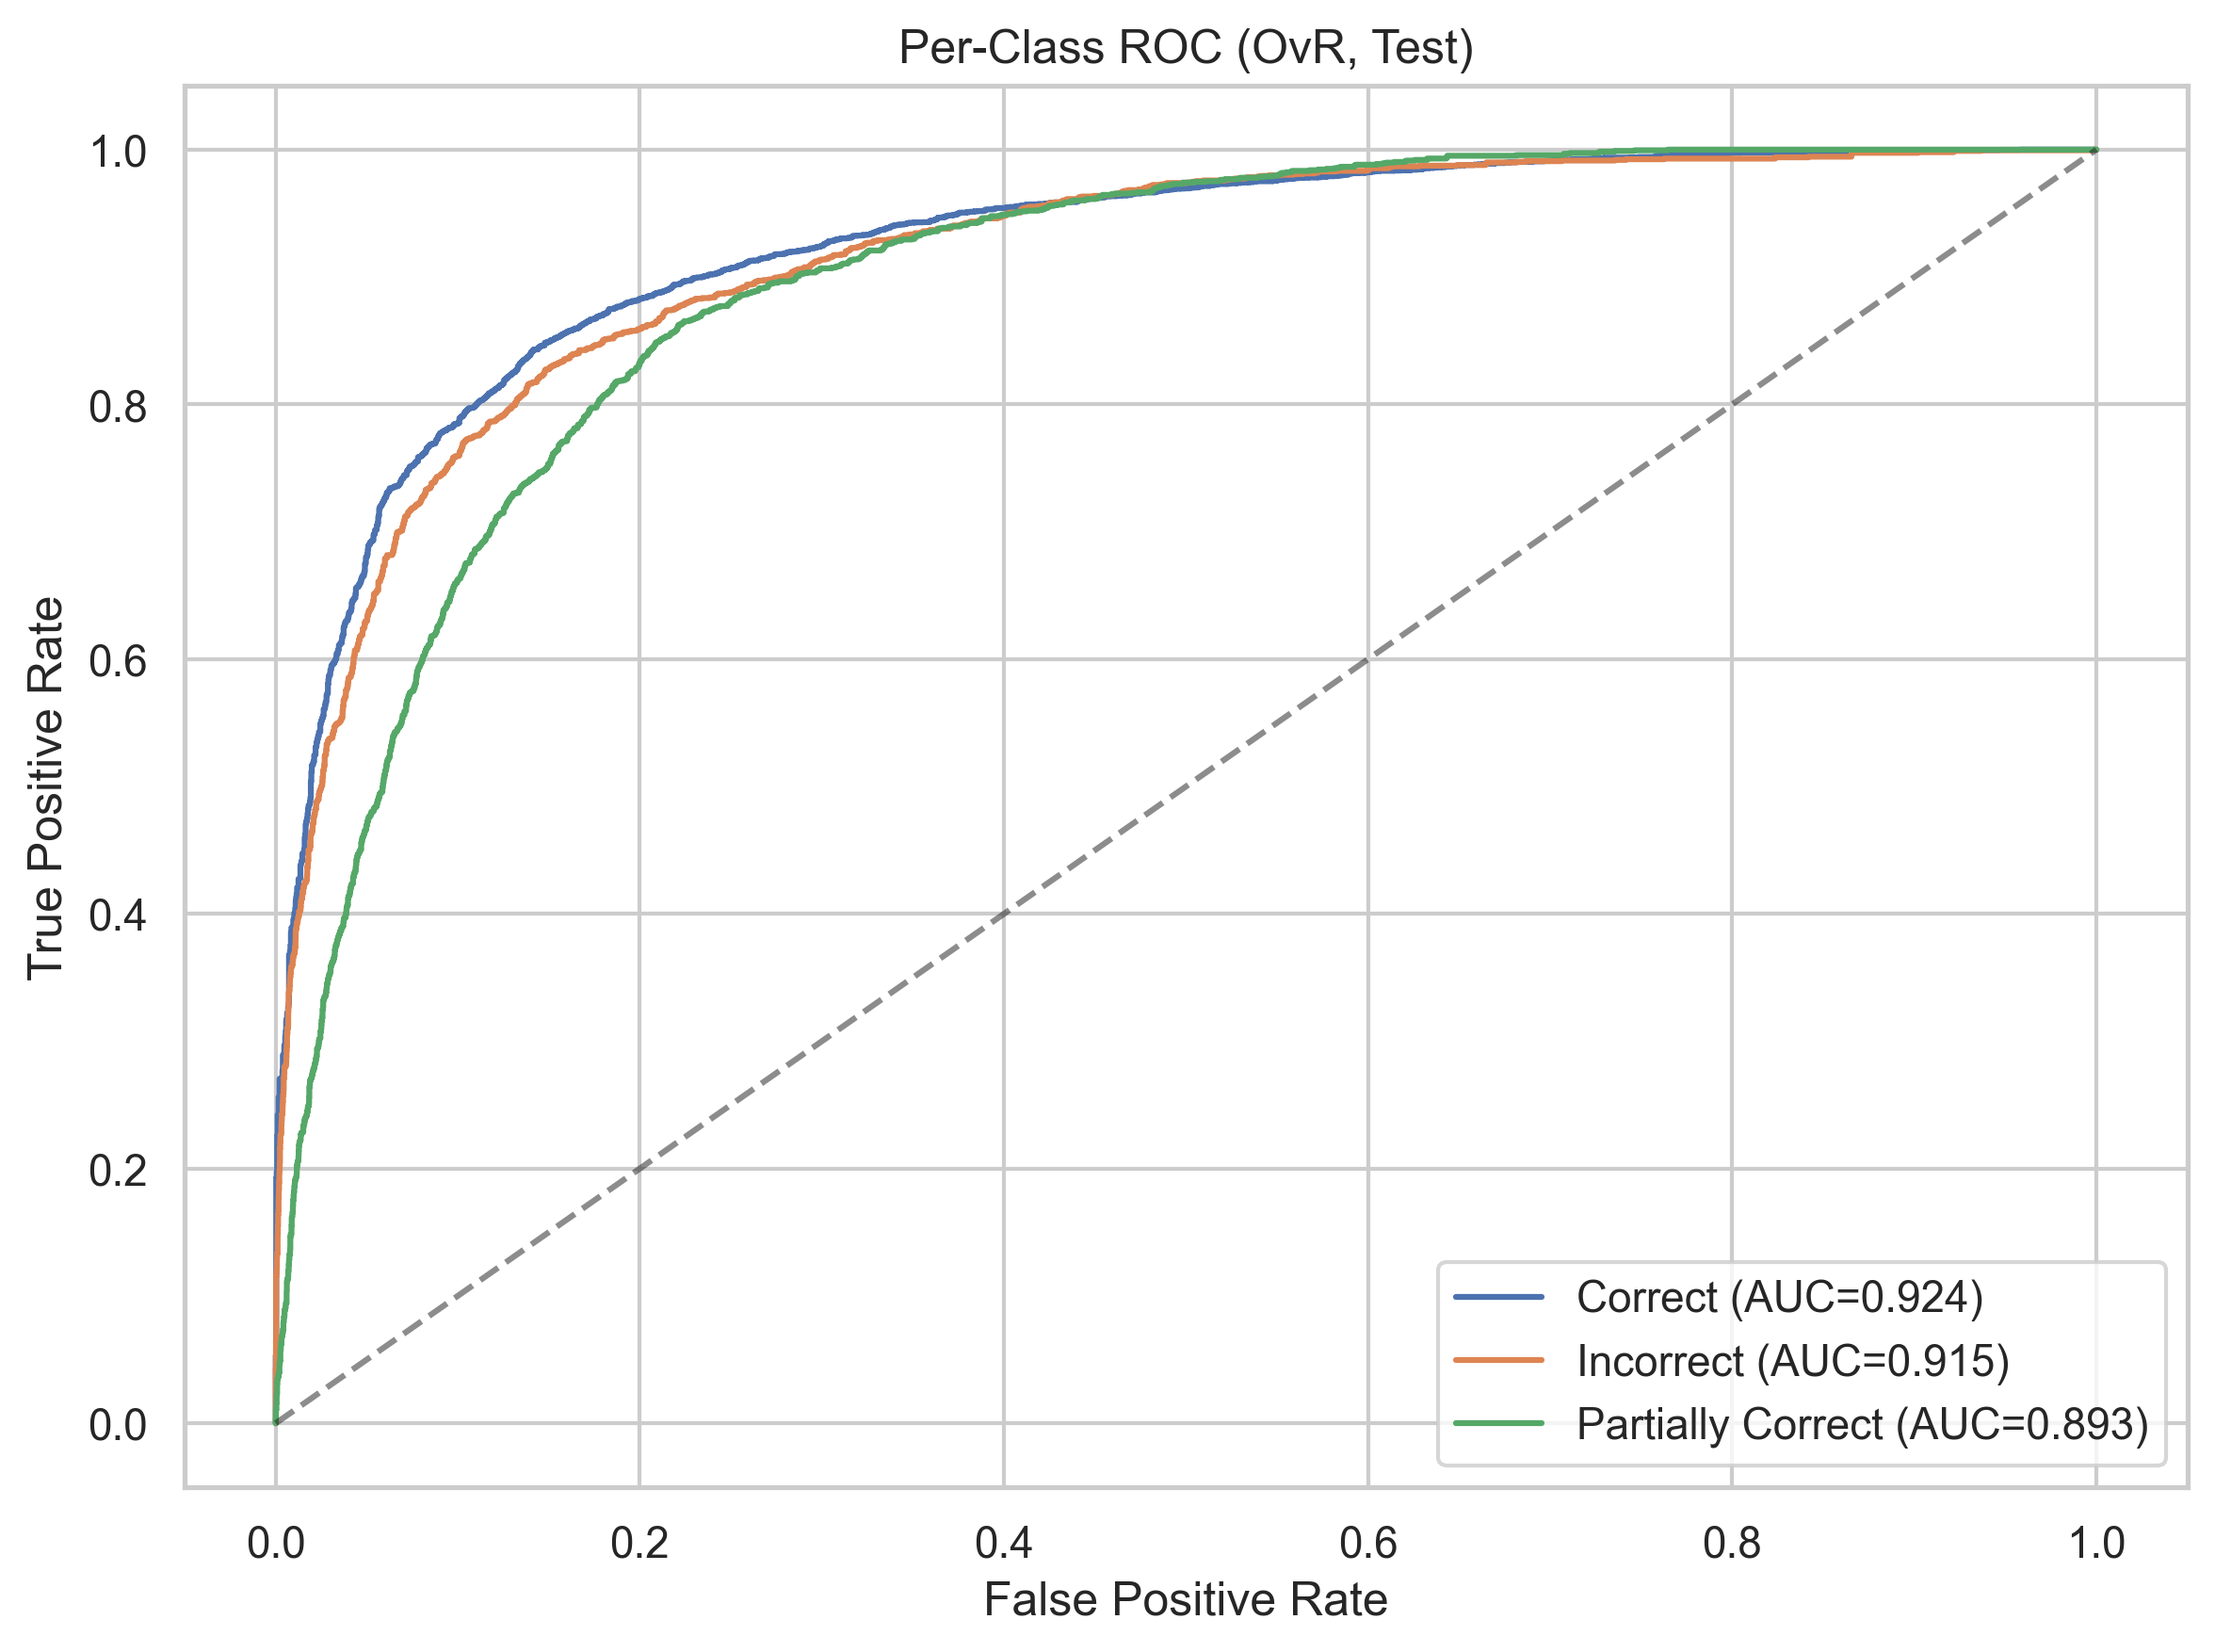 Per-Class ROC (OvR, Test)
True Positive Rate
1.0
0.8
0.6
0.4
0.2
0.0
0.0 0.2 0.4 0.6 0.8 1.0
False Positive Rate
Correct (AUC=0.924)
Incorrect (AUC=0.915)
Partially Correct (AUC=0.893)